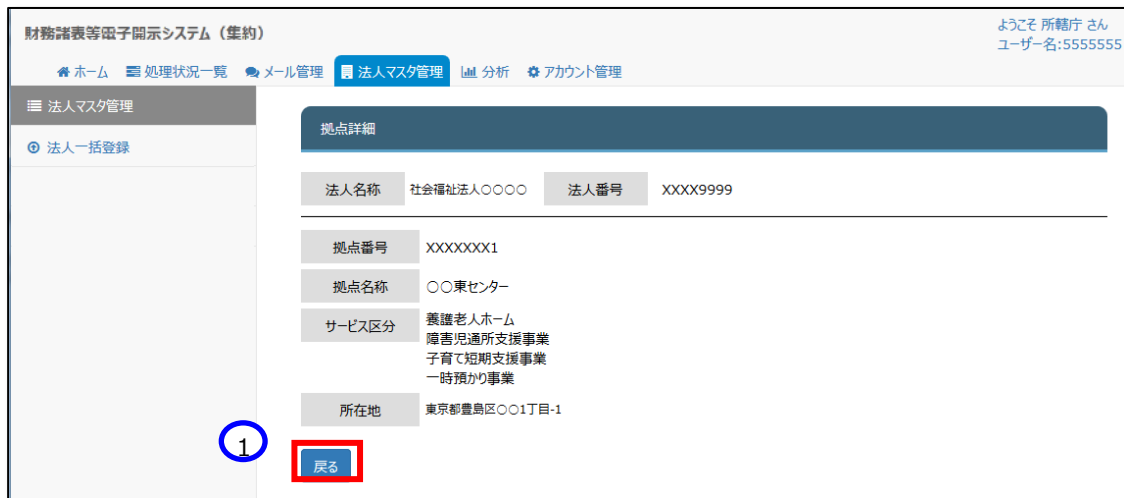 財務諸表等電子開示システム（集約）
ようこそ 所轄庁 さん
ユーザー名:5555555
ホーム 処理状況一覧 メール管理 法人マスタ管理 分析 アカウント管理
法人マスタ管理
法人一括登録
拠点詳細
法人名称 社会福祉法人○○○○ 法人番号 XXXX9999
拠点番号 XXXXXXX1
拠点名称 ○○東センター
サービス区分 養護老人ホーム
障害児通所支援事業
子育て短期支援事業
一時預かり事業
所在地 東京都豊島区○○1丁目-1
1
戻る